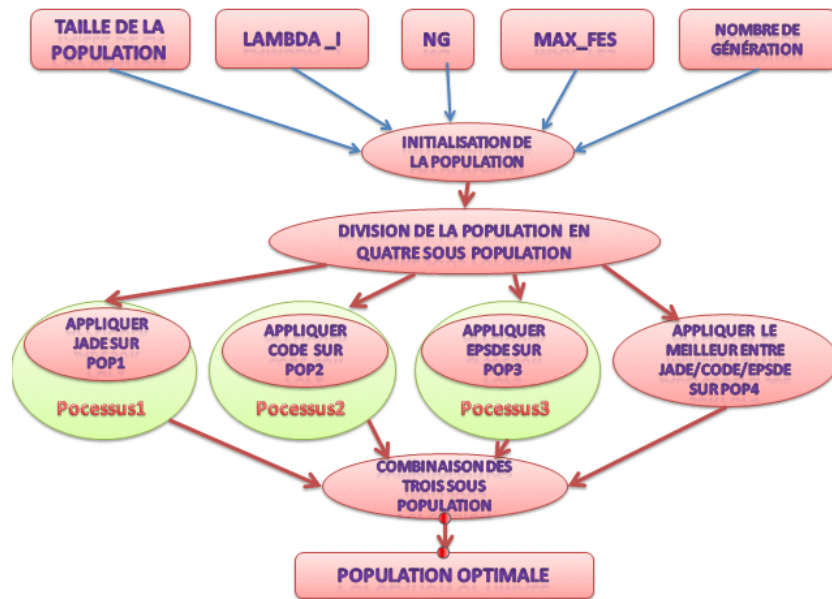 TAILLE DE LA
POPULATION
LAMBDA _I
NG
MAX_FES
NOMBRE DE
GÉNÉRATION
INITIALISATION DE
LA POPULATION
DIVISION DE LA POPULATION EN
QUATRE SOUS POPULATION
APPLIQUER
JADE SUR
POP1
Pocessus1
APPLIQUER
CODE SUR
POP2
Pocessus2
APPLIQUER
EPSDE SUR
POP3
Pocessus3
APPLIQUER LE
MEILLEUR ENTRE
JADE/CODE/EPSDE
SUR POP4
COMBINAISON DES
TROIS SOUS
POPULATION
POPULATION OPTIMALE